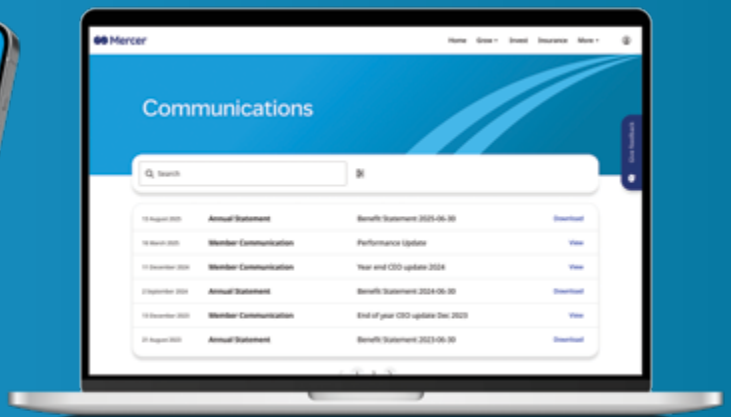 Mercer
Home Grow Invest Insurance More
Communications
Give feedback
Search
13 August 2025 Annual Statement Benefit Statement 2025-06-30 Download
18 March 2025 Member Communication Performance Update View
11 December 2024 Member Communication Year end CEO update 2024 View
2 September 2024 Annual Statement Benefit Statement 2024-06-30 Download
13 December 2023 Member Communication End of year CEO update Dec 2023 View
21 August 2023 Annual Statement Benefit Statement 2023-06-30 Download